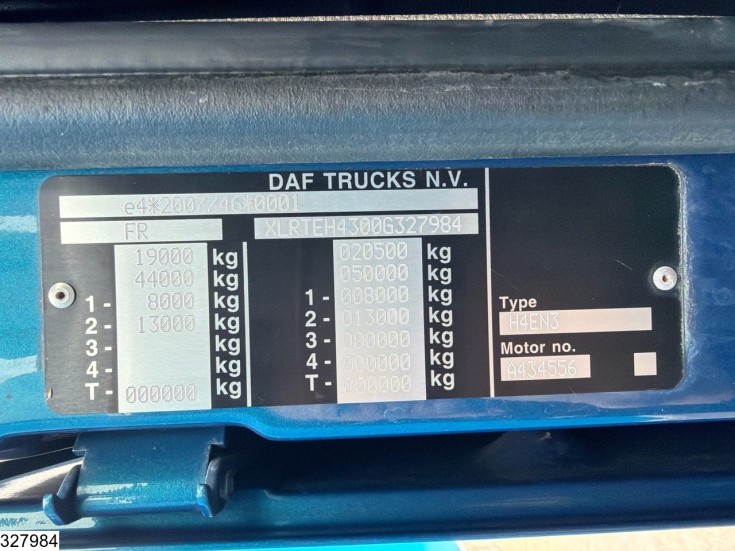 DAF TRUCKS N.V.
e4*2007/46*0001
FR XLRTEH4300G327984
19000 kg 020500 kg
44000 kg 050000 kg
1- 8000 kg 1- 008000 kg
2- 13000 kg 2- 013000 kg
3- kg 3- 000000 kg
4- kg 4- 000000 kg
T- 000000 kg T- 000000 kg
Type
H4EN3
Motor no.
A434556
327984